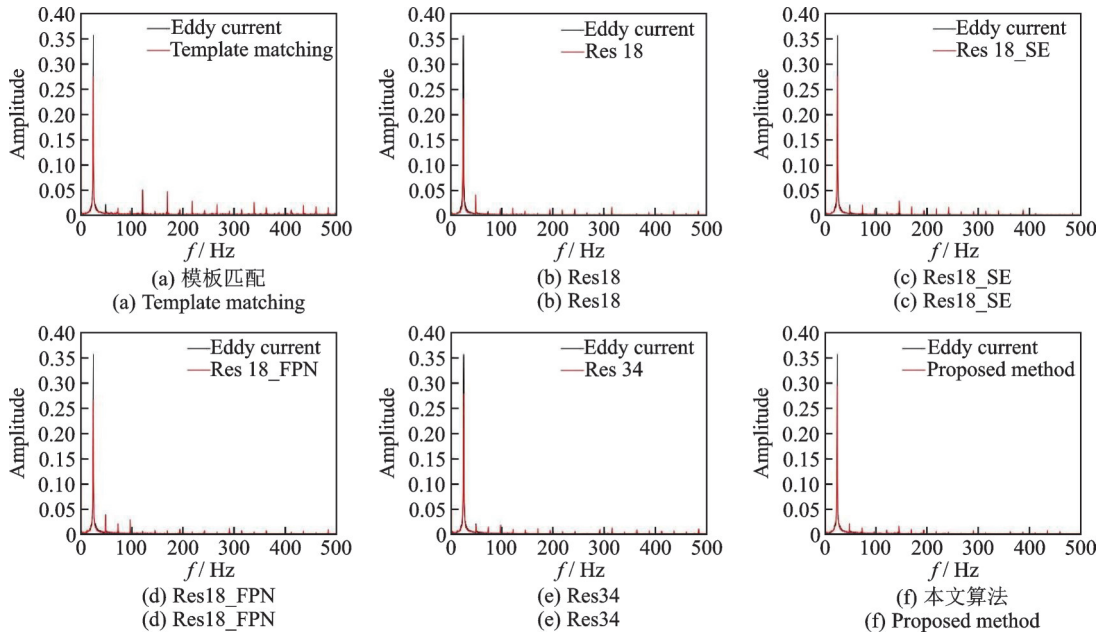 0.40
0.35
0.30
0.25
0.20
0.15
0.10
0.05
0
Amplitude
Eddy current
Template matching
0 100 200 300 400 500
f / Hz
(a) 模板匹配
(a) Template matching
0.40
0.35
0.30
0.25
0.20
0.15
0.10
0.05
0
Amplitude
Eddy current
Res 18
0 100 200 300 400 500
f / Hz
(b) Res18
(b) Res18
0.40
0.35
0.30
0.25
0.20
0.15
0.10
0.05
0
Amplitude
Eddy current
Res 18_SE
0 100 200 300 400 500
f / Hz
(c) Res18_SE
(c) Res18_SE
0.40
0.35
0.30
0.25
0.20
0.15
0.10
0.05
0
Amplitude
Eddy current
Res 18_FPN
0 100 200 300 400 500
f / Hz
(d) Res18_FPN
(d) Res18_FPN
0.40
0.35
0.30
0.25
0.20
0.15
0.10
0.05
0
Amplitude
Eddy current
Res 34
0 100 200 300 400 500
f / Hz
(e) Res34
(e) Res34
0.40
0.35
0.30
0.25
0.20
0.15
0.10
0.05
0
Amplitude
Eddy current
Proposed method
0 100 200 300 400 500
f / Hz
(f) 本文算法
(f) Proposed method